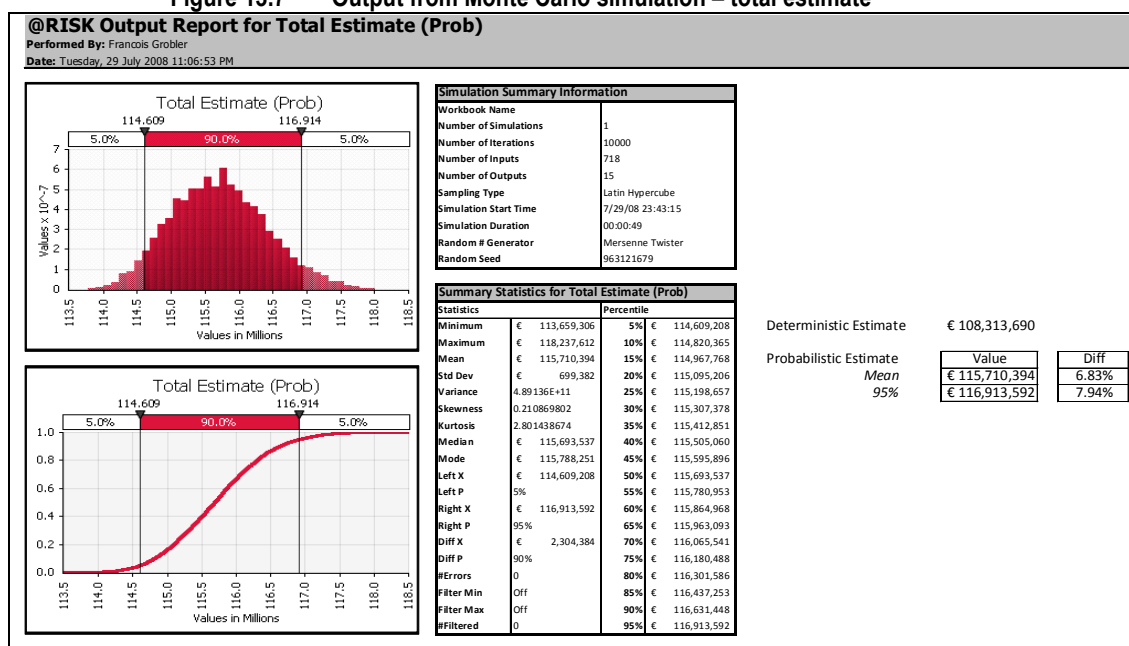 Figure 15.7 Output from Monte Carlo simulation – total estimate
@RISK Output Report for Total Estimate (Prob)
Performed By: Francois Grobler
Date: Tuesday, 29 July 2008 11:06:53 PM
Total Estimate (Prob)
114.609 116.914
5.0% 90.0% 5.0%
7
6
5
4
3
2
1
0
Values x 10^-7
113.5 114.0 114.5 115.0 115.5 116.0 116.5 117.0 117.5 118.0 118.5
Values in Millions
Total Estimate (Prob)
114.609 116.914
5.0% 90.0% 5.0%
1.0
0.8
0.6
0.4
0.2
0.0
113.5 114.0 114.5 115.0 115.5 116.0 116.5 117.0 117.5 118.0 118.5
Values in Millions
Simulation Summary Information
Workbook Name
Number of Simulations 1
Number of Iterations 10000
Number of Inputs 718
Number of Outputs 15
Sampling Type Latin Hypercube
Simulation Start Time 7/29/08 23:43:15
Simulation Duration 00:00:49
Random # Generator Mersenne Twister
Random Seed 963121679
Summary Statistics for Total Estimate (Prob)
Statistics Percentile
Minimum € 113,659,306 5% € 114,609,208
Maximum € 118,237,612 10% € 114,820,365
Mean € 115,710,394 15% € 114,967,768
Std Dev € 699,382 20% € 115,095,206
Variance 4.89136E+11 25% € 115,198,657
Skewness 0.210869802 30% € 115,307,378
Kurtosis 2.801438674 35% € 115,412,851
Median € 115,693,537 40% € 115,505,060
Mode € 115,788,251 45% € 115,595,896
Left X € 114,609,208 50% € 115,693,537
Left P 5% 55% € 115,780,953
Right X € 116,913,592 60% € 115,864,968
Right P 95% 65% € 115,963,093
Diff X € 2,304,384 70% € 116,065,541
Diff P 90% 75% € 116,180,488
#Errors 0 80% € 116,301,586
Filter Min Off 85% € 116,437,253
Filter Max Off 90% € 116,631,448
#Filtered 0 95% € 116,913,592
Deterministic Estimate € 108,313,690
Probabilistic Estimate Value Diff
Mean € 115,710,394 6.83%
95% € 116,913,592 7.94%